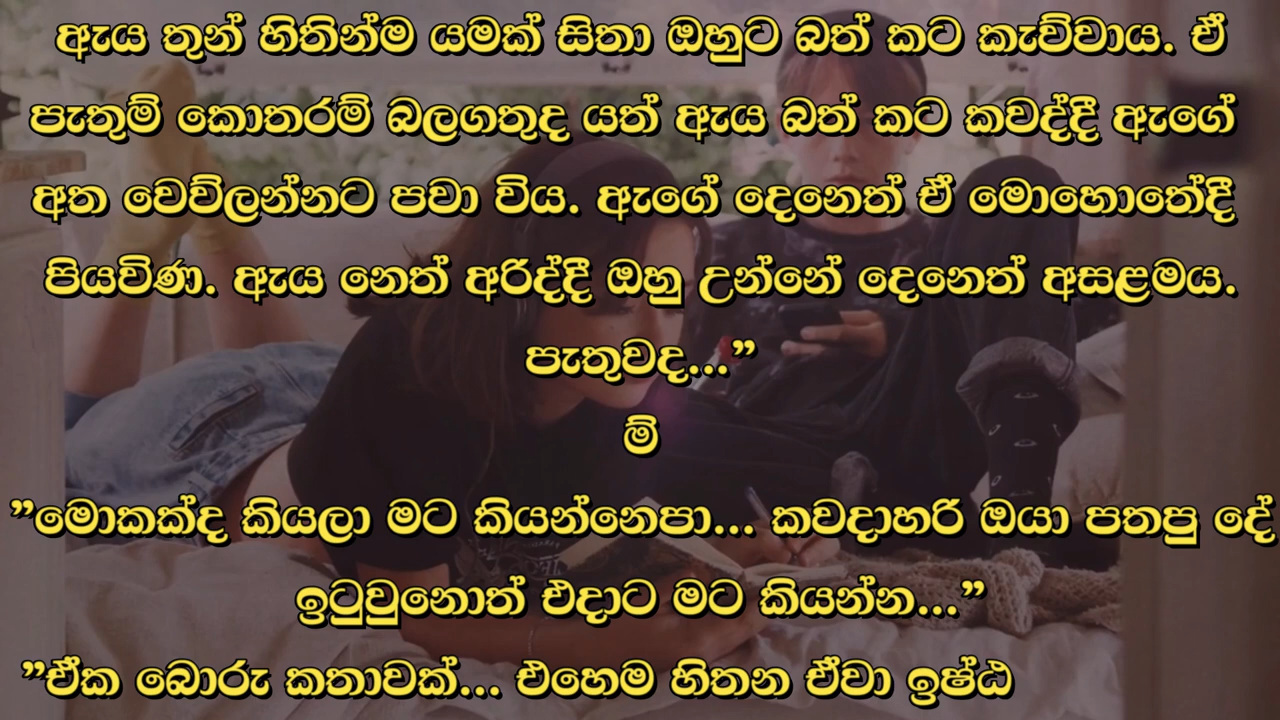 ඇය තුන් හිතින්ම යමක් සිතා ඔහුට බත් කට කැව්වාය. ඒ
පැතුම් කොතරම් බලගතුද යත් ඇය බත් කට කවද්දී ඇගේ
අත වෙව්ලන්නට පවා විය. ඇගේ දෙනෙත් ඒ මොහොතේදී
පියවිණ. ඇය නෙත් අරිද්දී ඔහු උන්නේ දෙනෙත් අසළමය.
පැතුවද...”
ම්
”මොකක්ද කියලා මට කියන්නෙපා... කවදාහරි ඔයා පතපු දේ
ඉටුවුනොත් එදාට මට කියන්න...”
”ඒක බොරු කතාවක්... එහෙම හිතන ඒවා ඉෂ්ඨ